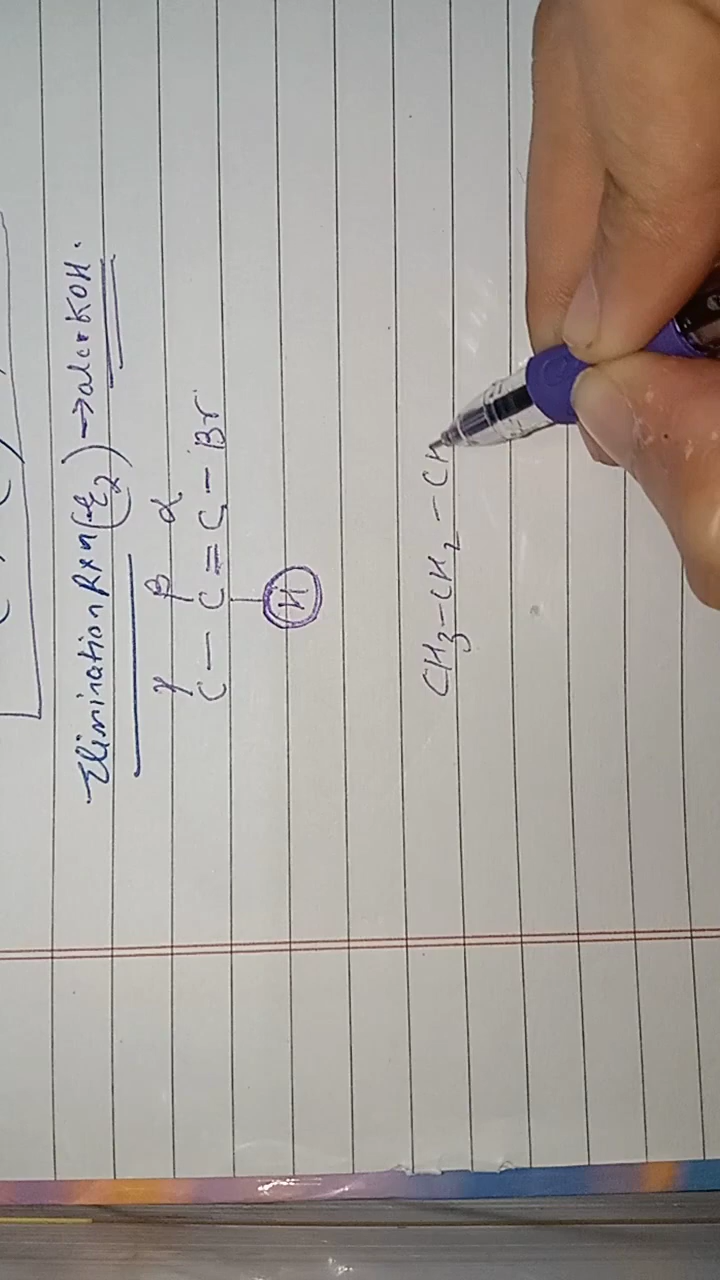 Elimination Rxn (E2) → alc. KOH.
γ β α
C — C = C — Br
H
CH3 – CH2 – CH